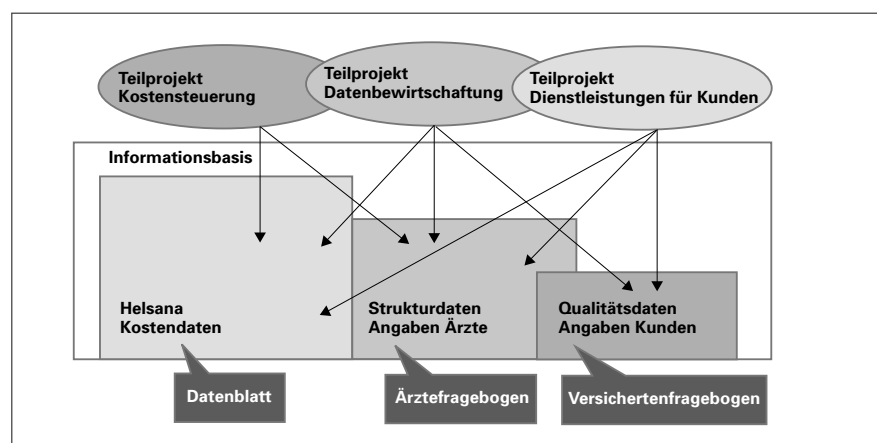 Teilprojekt
Kostensteuerung
Teilprojekt
Datenbewirtschaftung
Teilprojekt
Dienstleistungen für Kunden
Informationsbasis
Helsana
Kostendaten
Strukturdaten
Angaben Ärzte
Qualitätsdaten
Angaben Kunden
Datenblatt
Ärztefragebogen
Versichertenfragebogen